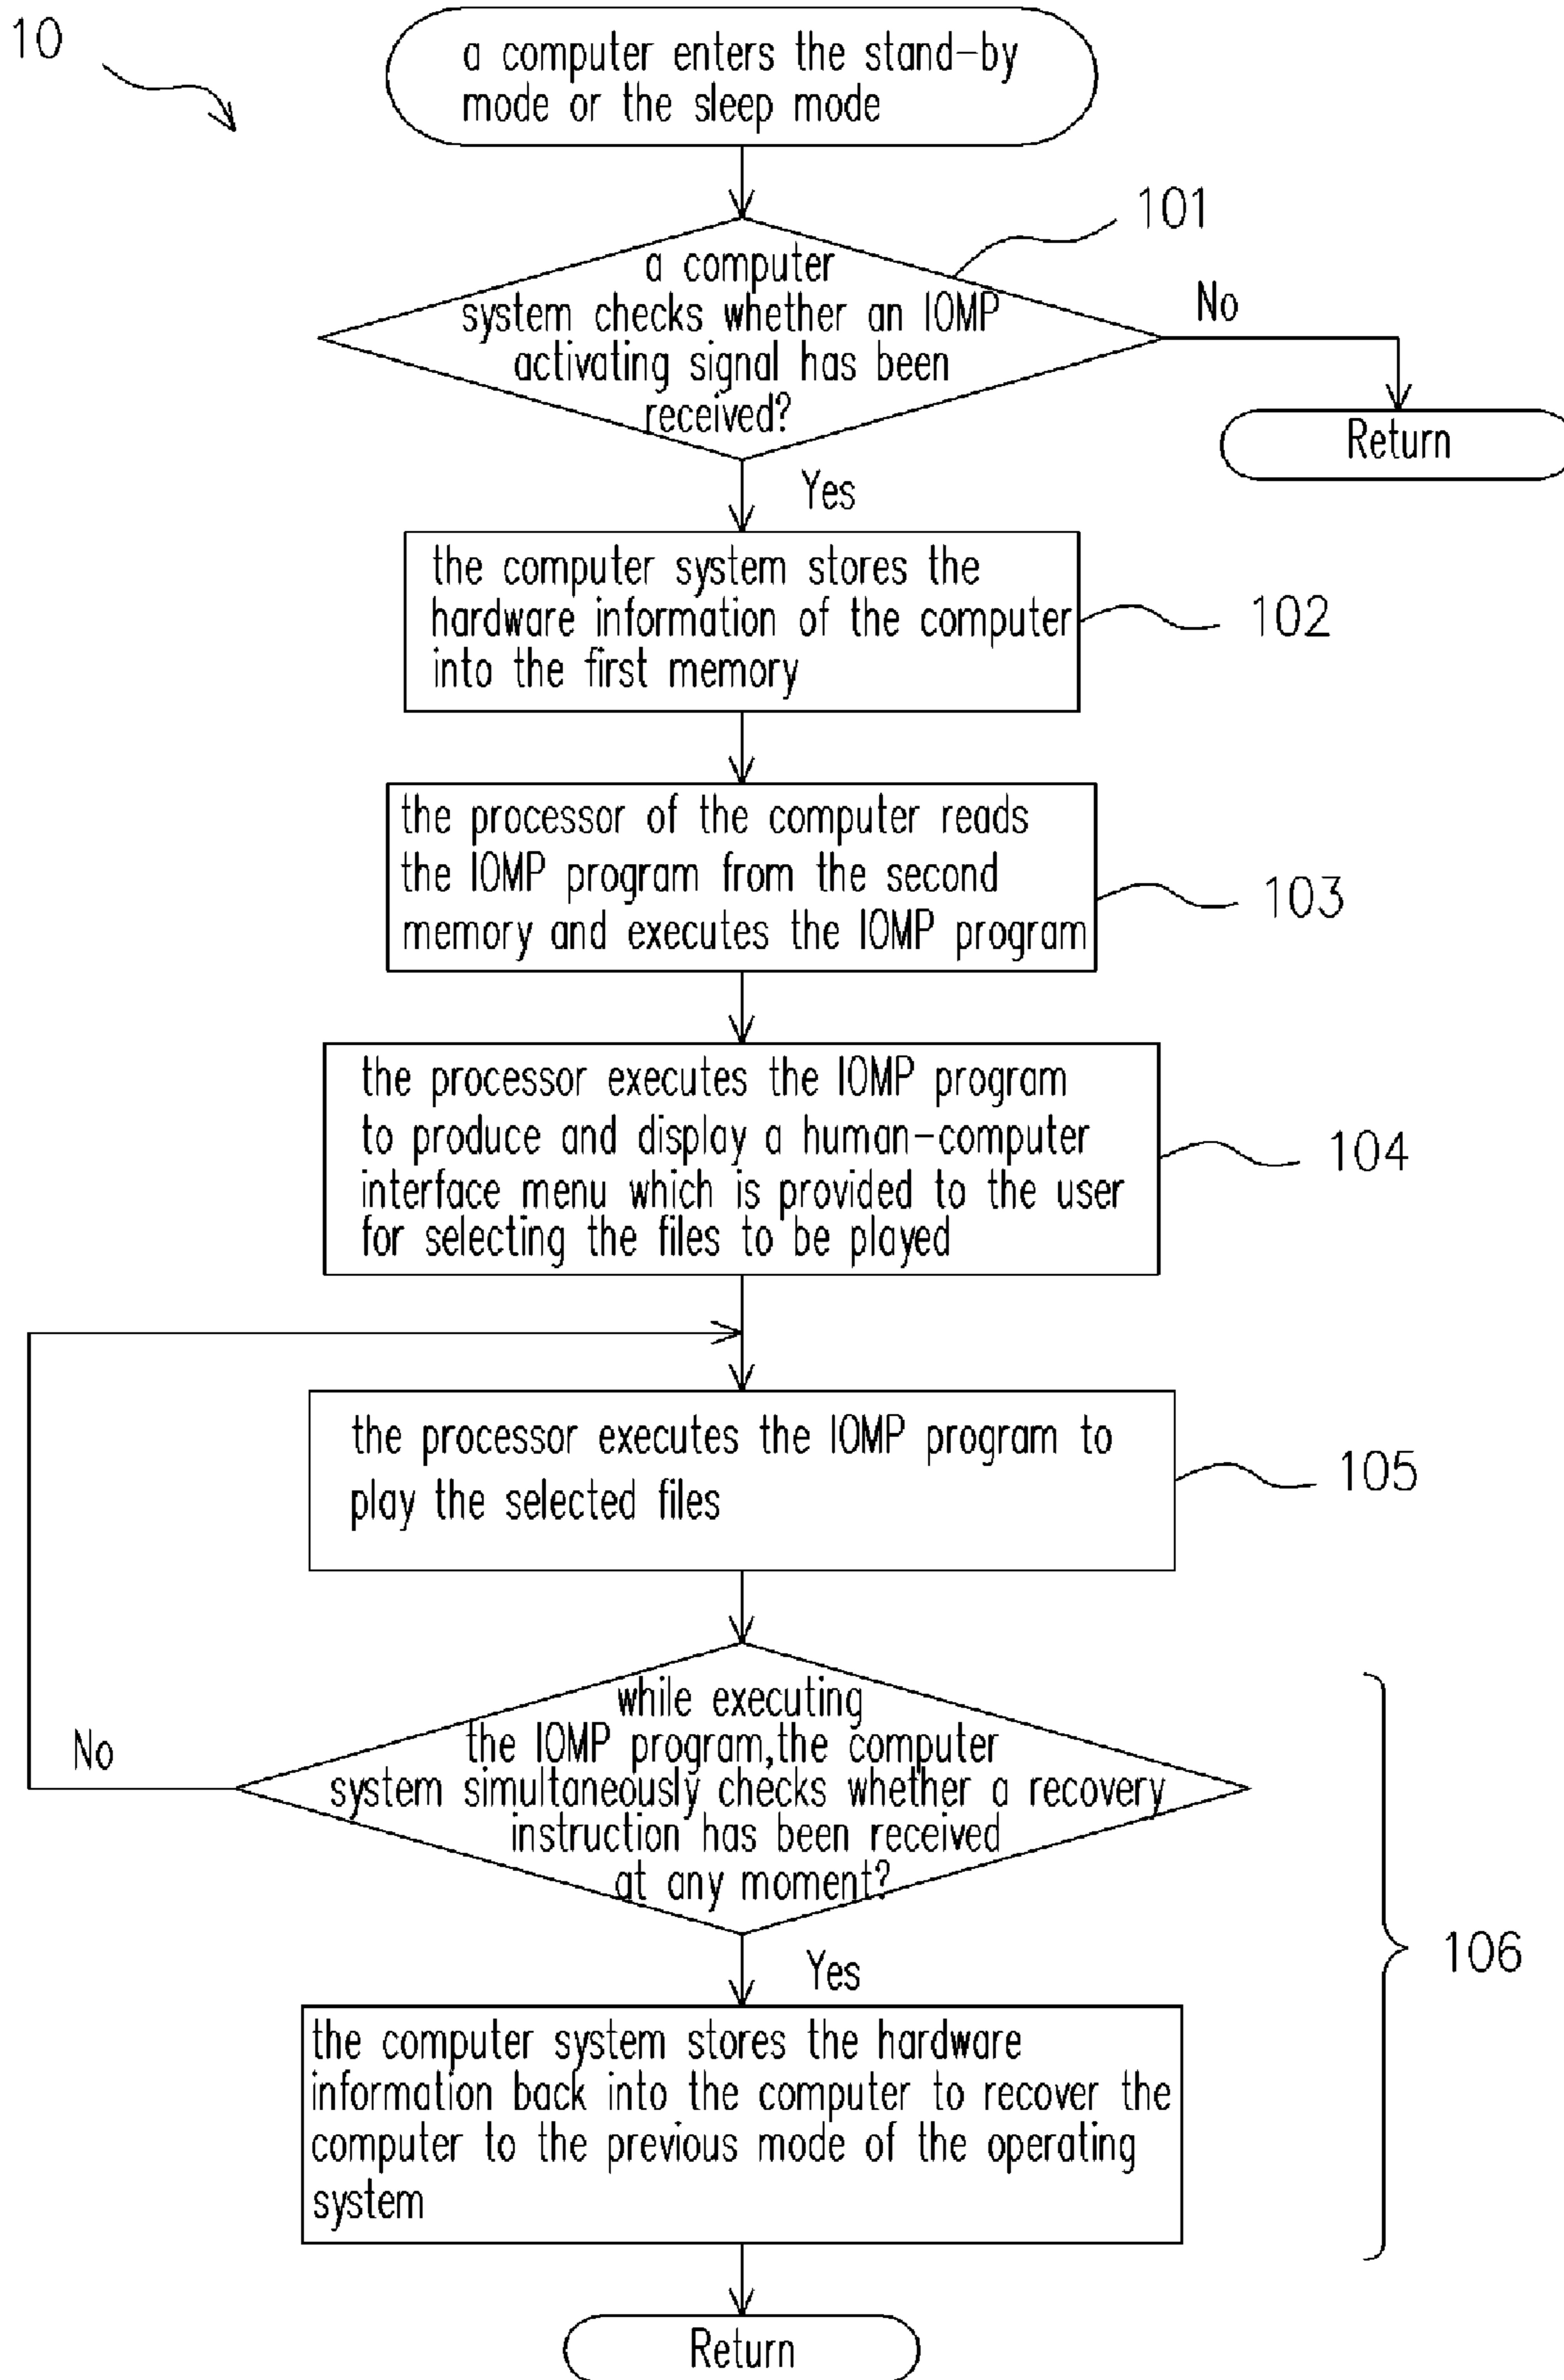 10
a computer enters the stand-by
mode or the sleep mode
101
a computer
system checks whether an IOMP
activating signal has been
received?
No
Return
Yes
the computer system stores the
hardware information of the computer
into the first memory
102
the processor of the computer reads
the IOMP program from the second
memory and executes the IOMP program
103
the processor executes the IOMP program
to produce and display a human-computer
interface menu which is provided to the user
for selecting the files to be played
104
the processor executes the IOMP program to
play the selected files
105
while executing
the IOMP program,the computer
system simultaneously checks whether a recovery
instruction has been received
at any moment?
No
Yes
106
the computer system stores the hardware
information back into the computer to recover the
computer to the previous mode of the operating
system
Return